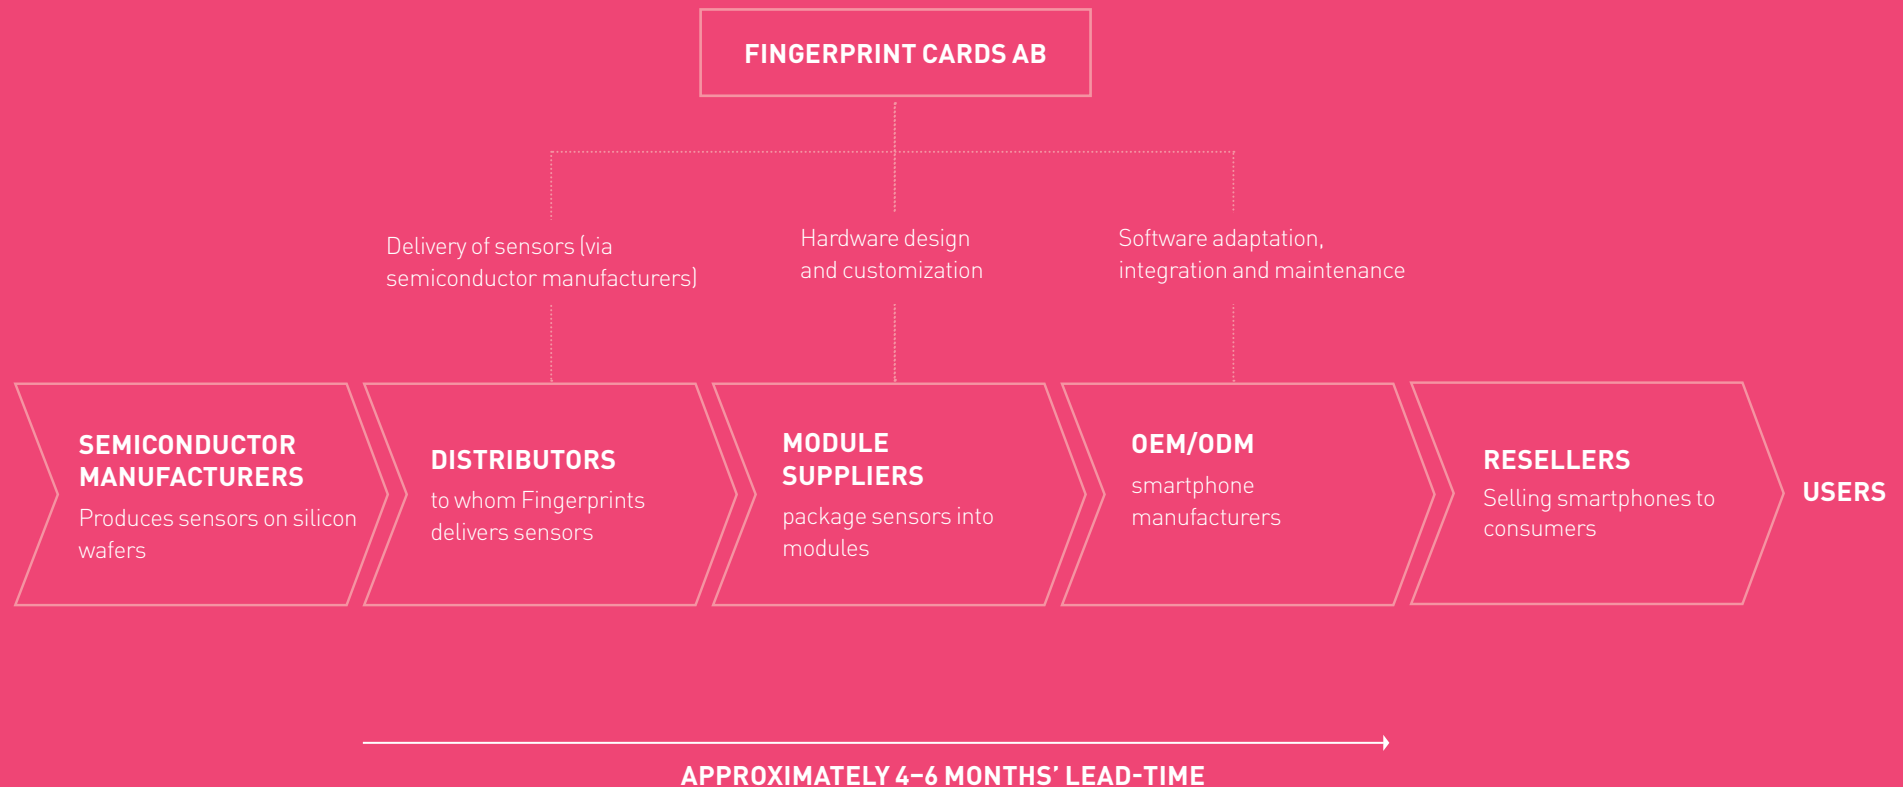 FINGERPRINT CARDS AB
Delivery of sensors (via
semiconductor manufacturers)
Hardware design
and customization
Software adaptation,
integration and maintenance
SEMICONDUCTOR
MANUFACTURERS
Produces sensors on silicon
wafers
DISTRIBUTORS
to whom Fingerprints
delivers sensors
MODULE
SUPPLIERS
package sensors into
modules
OEM/ODM
smartphone
manufacturers
RESELLERS
Selling smartphones to
consumers
USERS
APPROXIMATELY 4–6 MONTHS’ LEAD-TIME